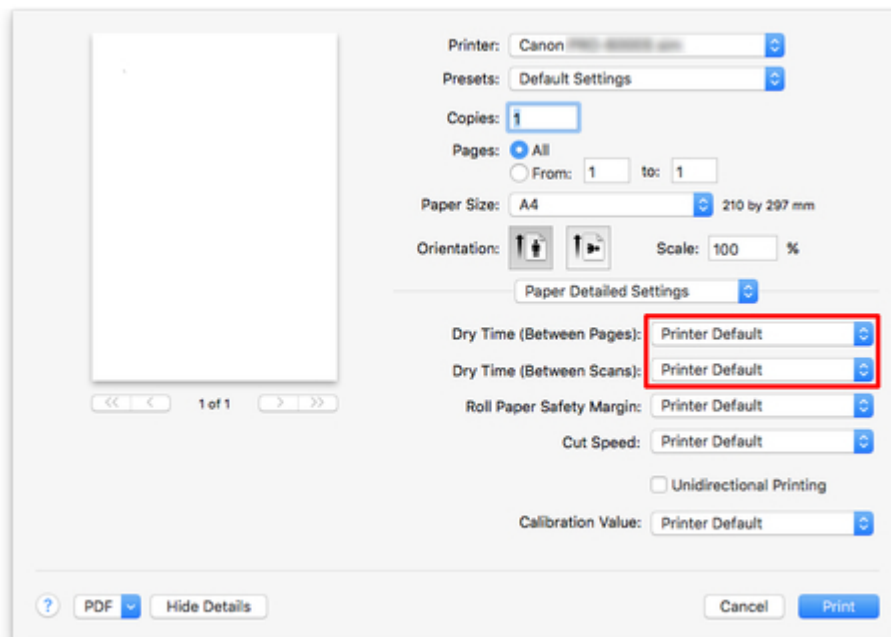 Printer: Canon
Presets: Default Settings
Copies: 1
Pages: All
From: 1 to: 1
Paper Size: A4 210 by 297 mm
Orientation: Scale: 100 %
Paper Detailed Settings
Dry Time (Between Pages): Printer Default
Dry Time (Between Scans): Printer Default
<< < 1 of 1 > >>
Roll Paper Safety Margin: Printer Default
Cut Speed: Printer Default
Unidirectional Printing
Calibration Value: Printer Default
? PDF Hide Details Cancel Print